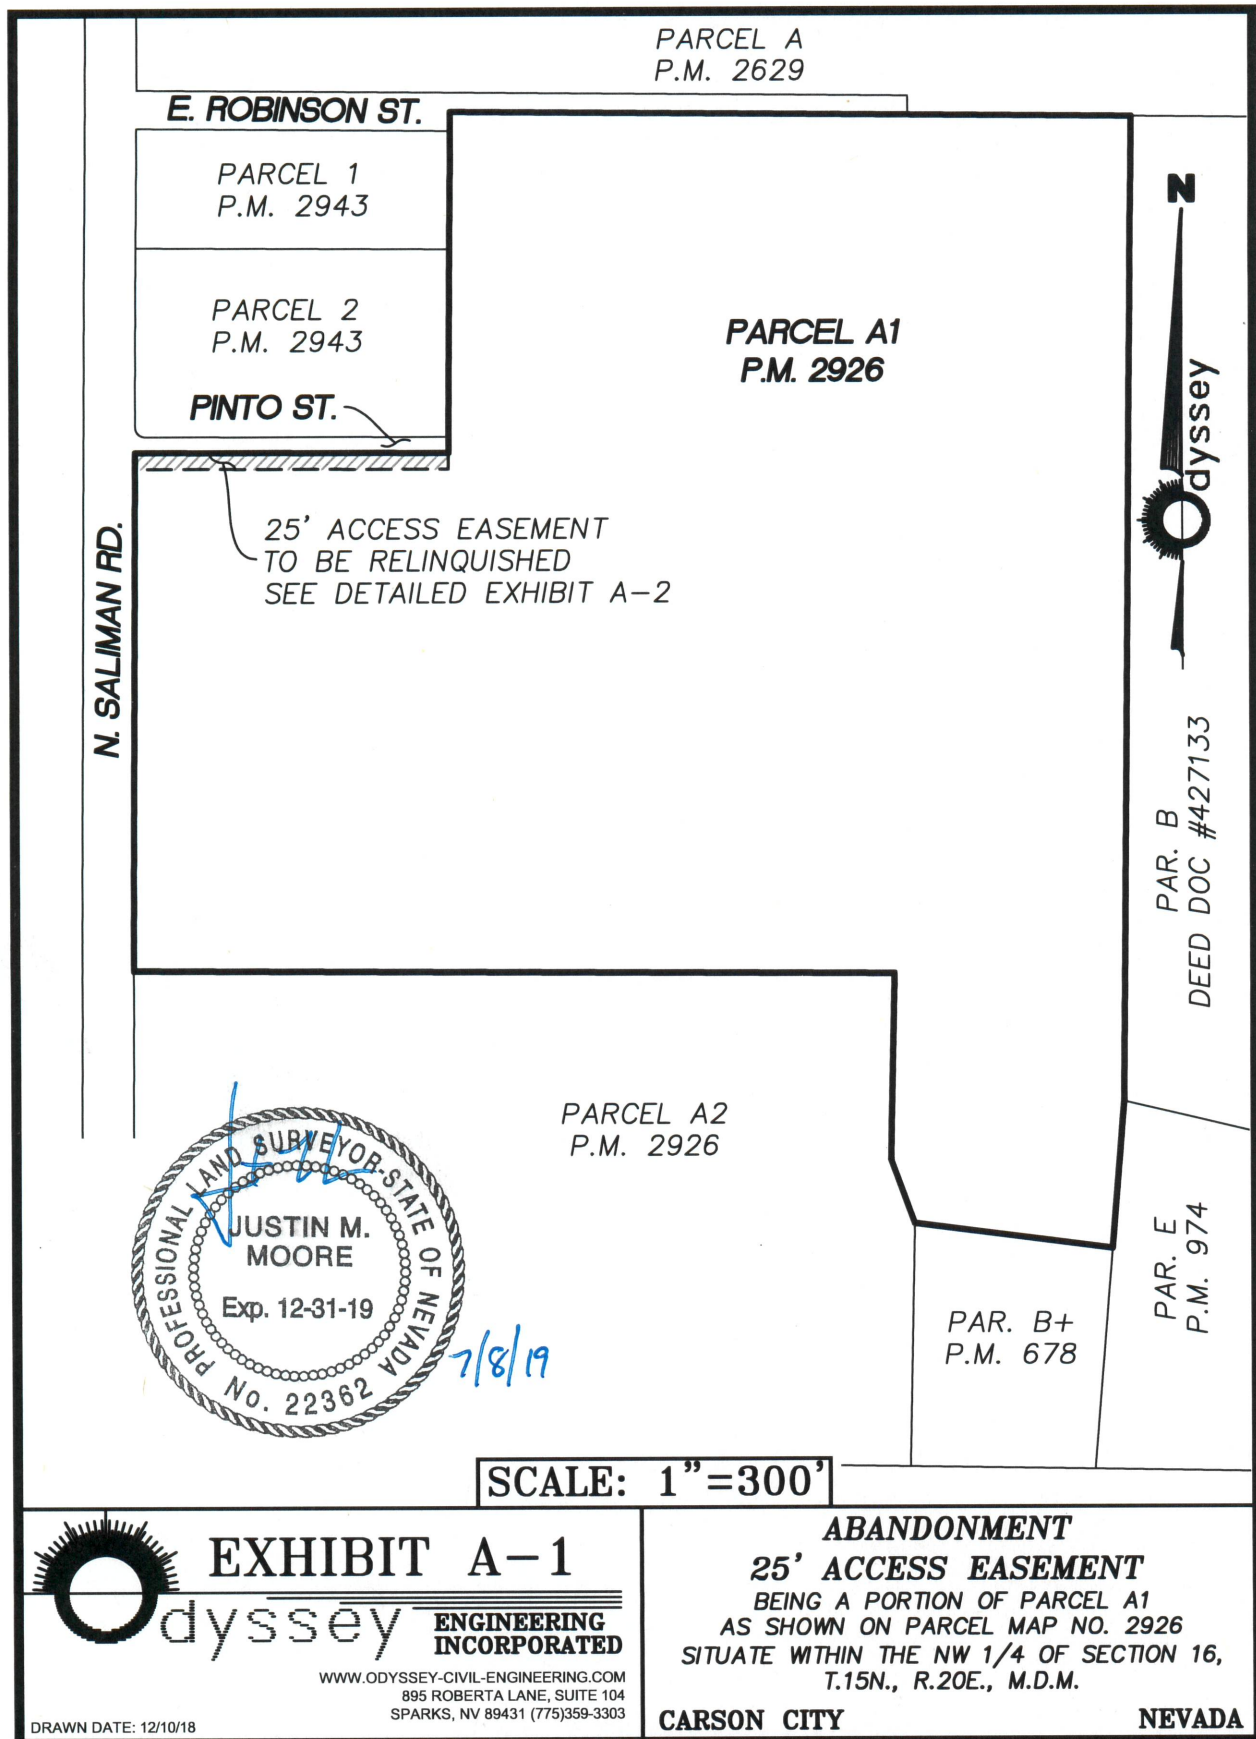 PARCEL A
P.M. 2629
E. ROBINSON ST.
PARCEL 1
P.M. 2943
N
PARCEL 2
P.M. 2943
PARCEL A1
P.M. 2926
dyssey
PINTO ST.
25' ACCESS EASEMENT
TO BE RELINQUISHED
SEE DETAILED EXHIBIT A-2
N. SALIMAN RD.
PAR. B
DEED DOC #427133
PARCEL A2
P.M. 2926
PROFESSIONAL LAND SURVEYOR-STATE OF NEVADA
JUSTIN M.
MOORE
Exp. 12-31-19
No. 22362
7/8/19
PAR. E
P.M. 974
PAR. B+
P.M. 678
SCALE: 1"=300'
EXHIBIT A-1
dyssey
ENGINEERING
INCORPORATED
WWW.ODYSSEY-CIVIL-ENGINEERING.COM
895 ROBERTA LANE, SUITE 104
SPARKS, NV 89431 (775)359-3303
DRAWN DATE: 12/10/18
ABANDONMENT
25' ACCESS EASEMENT
BEING A PORTION OF PARCEL A1
AS SHOWN ON PARCEL MAP NO. 2926
SITUATE WITHIN THE NW 1/4 OF SECTION 16,
T.15N., R.20E., M.D.M.
CARSON CITY NEVADA